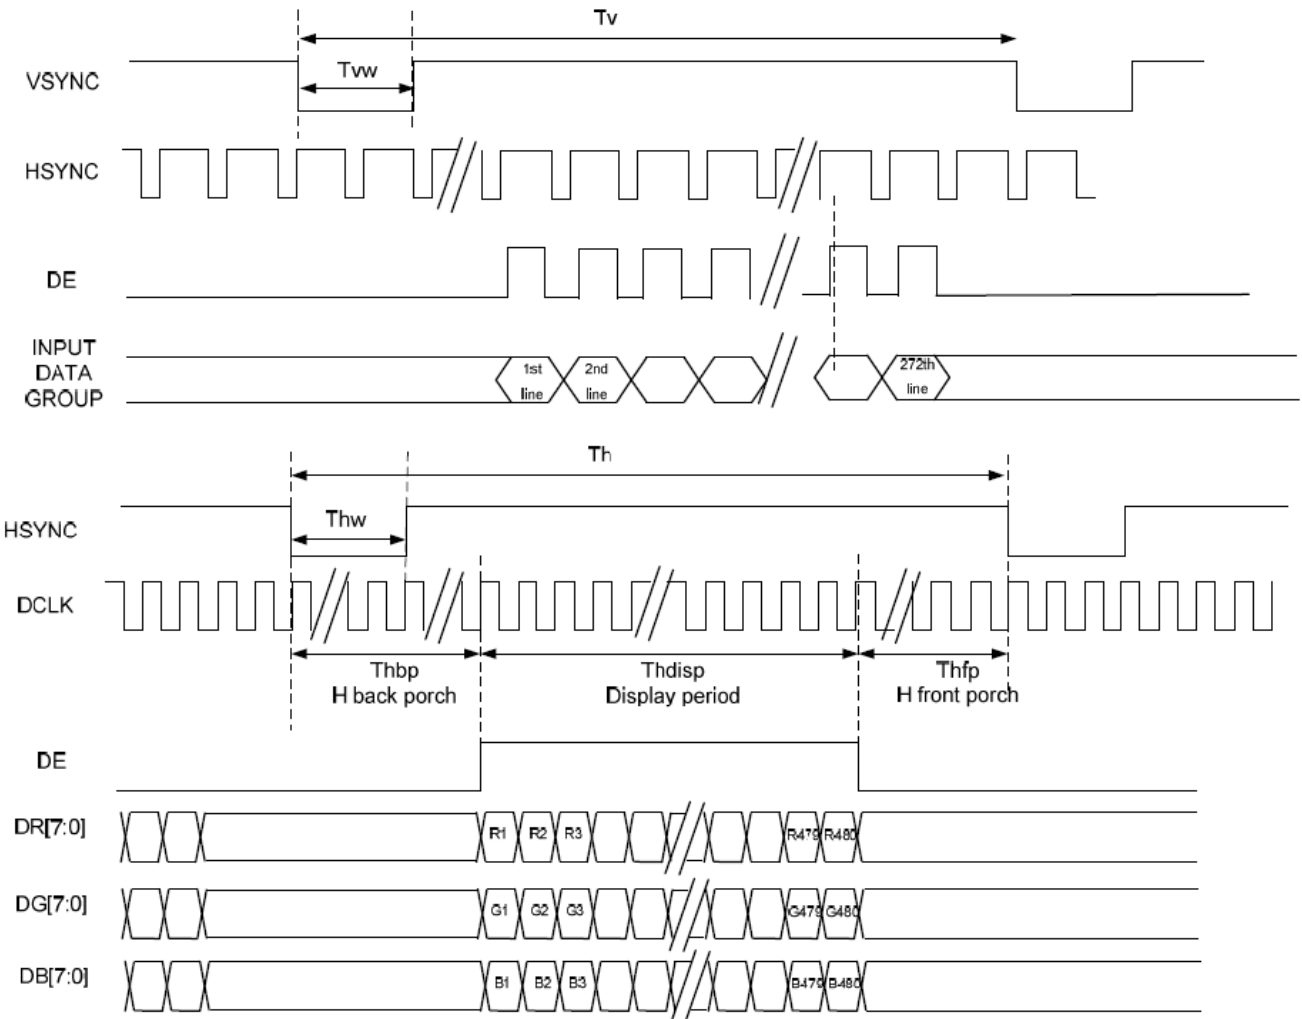 Tv
VSYNC
Tvw
HSYNC
DE
INPUT
DATA
GROUP
1st
line
2nd
line
272th
line
Th
HSYNC
Thw
DCLK
Thbp
H back porch
Thdisp
Display period
Thfp
H front porch
DE
DR[7:0]
R1 R2 R3 R479 R480
DG[7:0]
G1 G2 G3 G479 G480
DB[7:0]
B1 B2 B3 B479 B480